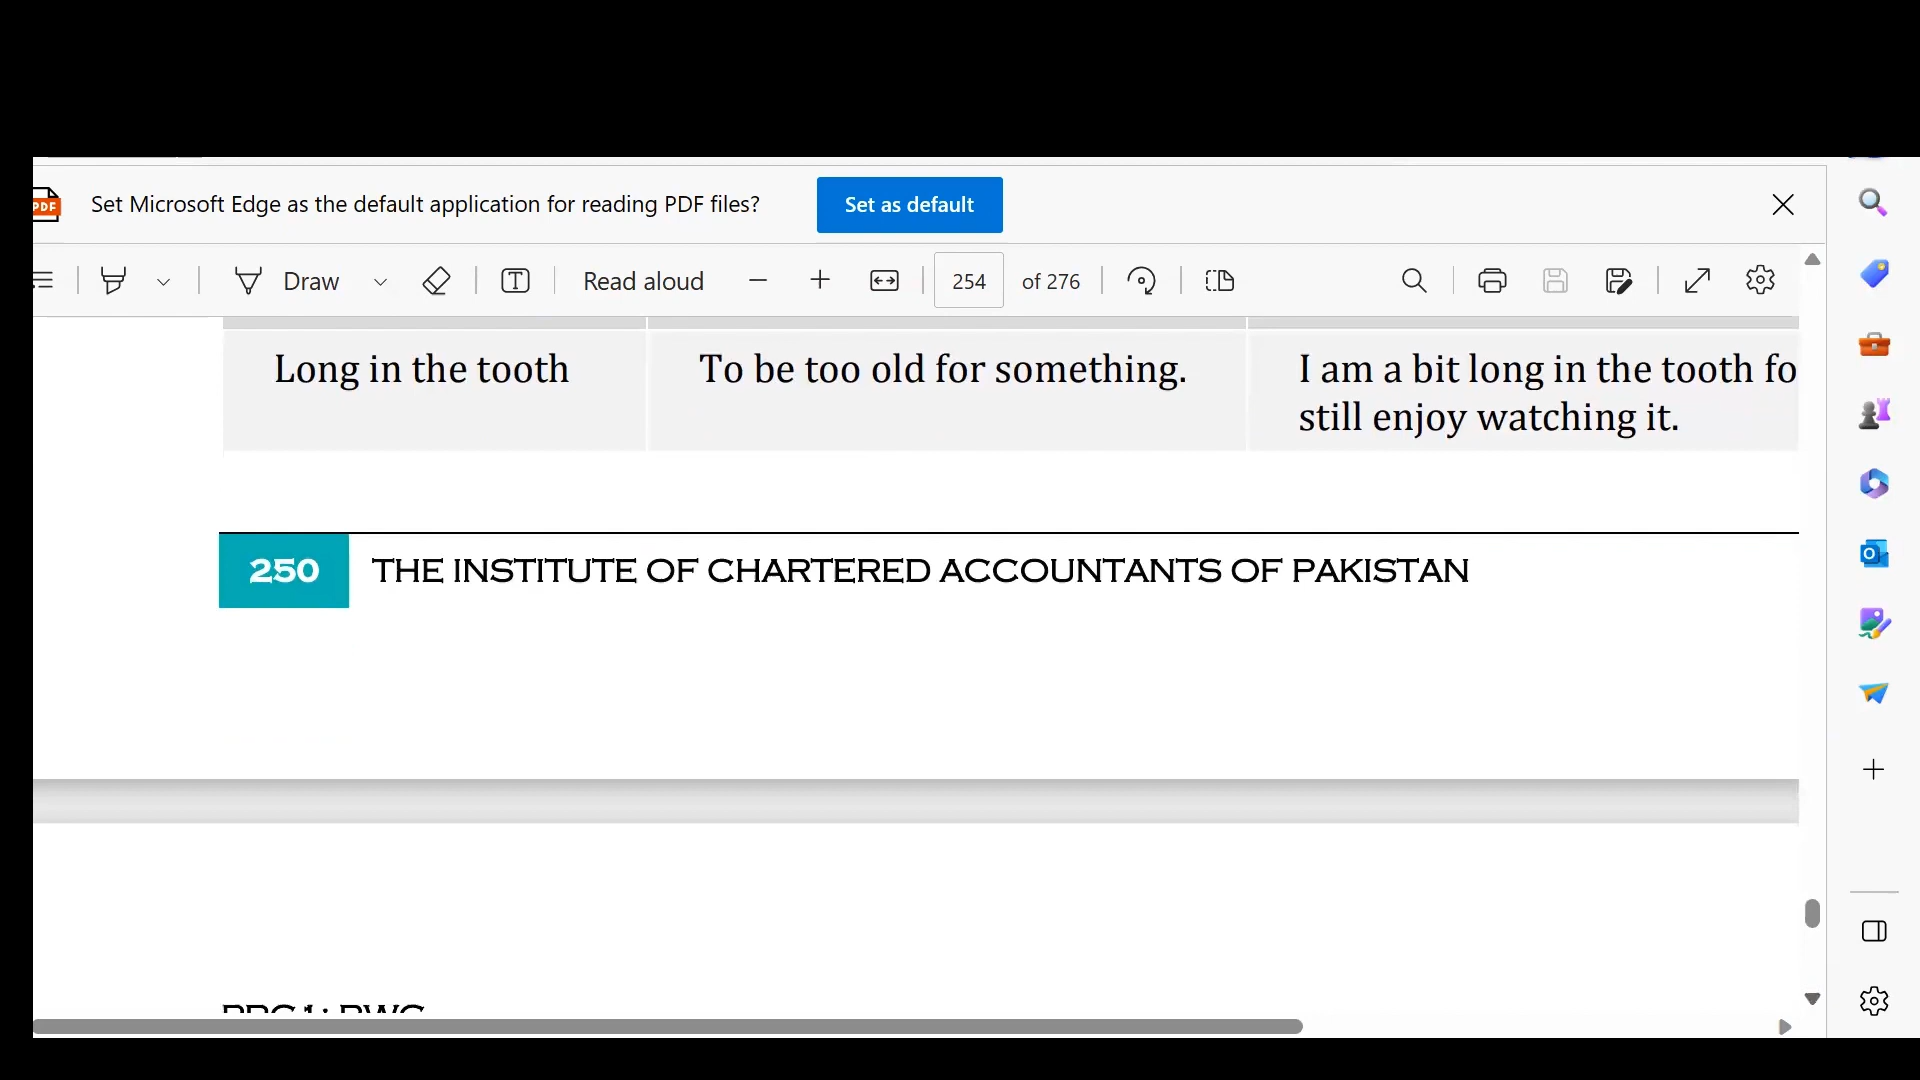 Set Microsoft Edge as the default application for reading PDF files?
Set as default
Draw
Read aloud
254 of 276
Long in the tooth
To be too old for something.
I am a bit long in the tooth fo
still enjoy watching it.
250 THE INSTITUTE OF CHARTERED ACCOUNTANTS OF PAKISTAN